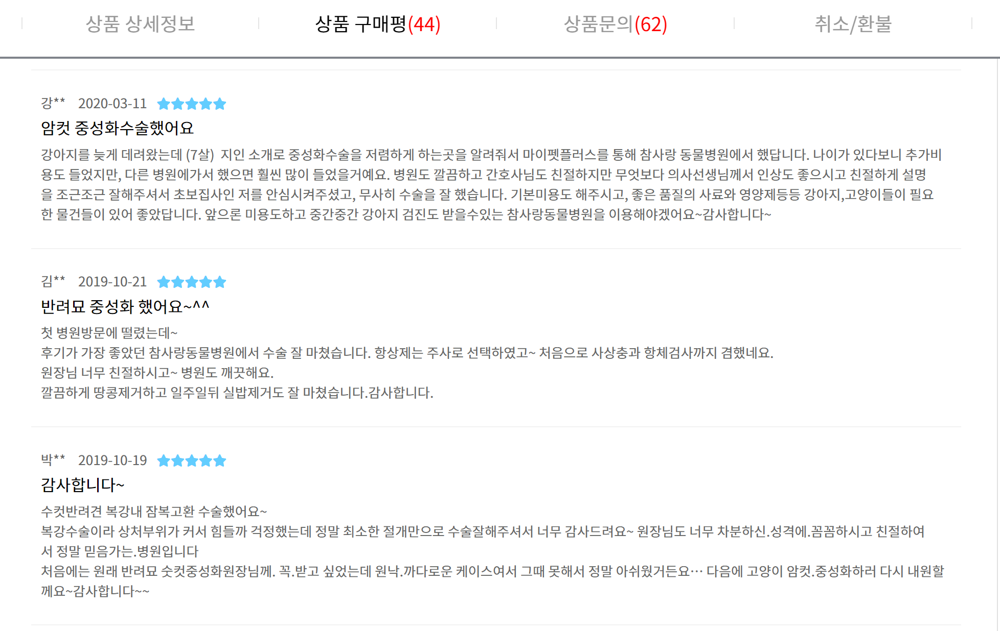 상품 상세정보
상품 구매평(44)
상품문의(62)
취소/환불
강** 2020-03-11
암컷 중성화수술했어요
강아지를 늦게 데려왔는데 (7살)  지인 소개로 중성화수술을 저렴하게 하는곳을 알려줘서 마이펫플러스를 통해 참사랑 동물병원에서 했답니다. 나이가 있다보니 추가비
용도 들었지만, 다른 병원에가서 했으면 훨씬 많이 들었을거예요. 병원도 깔끔하고 간호사님도 친절하지만 무엇보다 의사선생님께서 인상도 좋으시고 친절하게 설명
을 조근조근 잘해주셔서 초보집사인 저를 안심시켜주셨고, 무사히 수술을 잘 했습니다. 기본미용도 해주시고, 좋은 품질의 사료와 영양제등등 강아지,고양이들이 필요
한 물건들이 있어 좋았답니다. 앞으론 미용도하고 중간중간 강아지 검진도 받을수있는 참사랑동물병원을 이용해야겠어요~감사합니다~
김** 2019-10-21
반려묘 중성화 했어요~^^
첫 병원방문에 떨렸는데~
후기가 가장 좋았던 참사랑동물병원에서 수술 잘 마쳤습니다. 항상제는 주사로 선택하였고~ 처음으로 사상충과 항체검사까지 겸했네요.
원장님 너무 친절하시고~ 병원도 깨끗해요.
깔끔하게 땅콩제거하고 일주일뒤 실밥제거도 잘 마쳤습니다.감사합니다.
박** 2019-10-19
감사합니다~
수컷반려견 복강내 잠복고환 수술했어요~
복강수술이라 상처부위가 커서 힘들까 걱정했는데 정말 최소한 절개만으로 수술잘해주셔서 너무 감사드려요~ 원장님도 너무 차분하신.성격에.꼼꼼하시고 친절하여
서 정말 믿음가는.병원입니다
처음에는 원래 반려묘 숫컷중성화원장님께. 꼭.받고 싶었는데 원낙.까다로운 케이스여서 그때 못해서 정말 아쉬웠거든요… 다음에 고양이 암컷.중성화하러 다시 내원할
께요~감사합니다~~